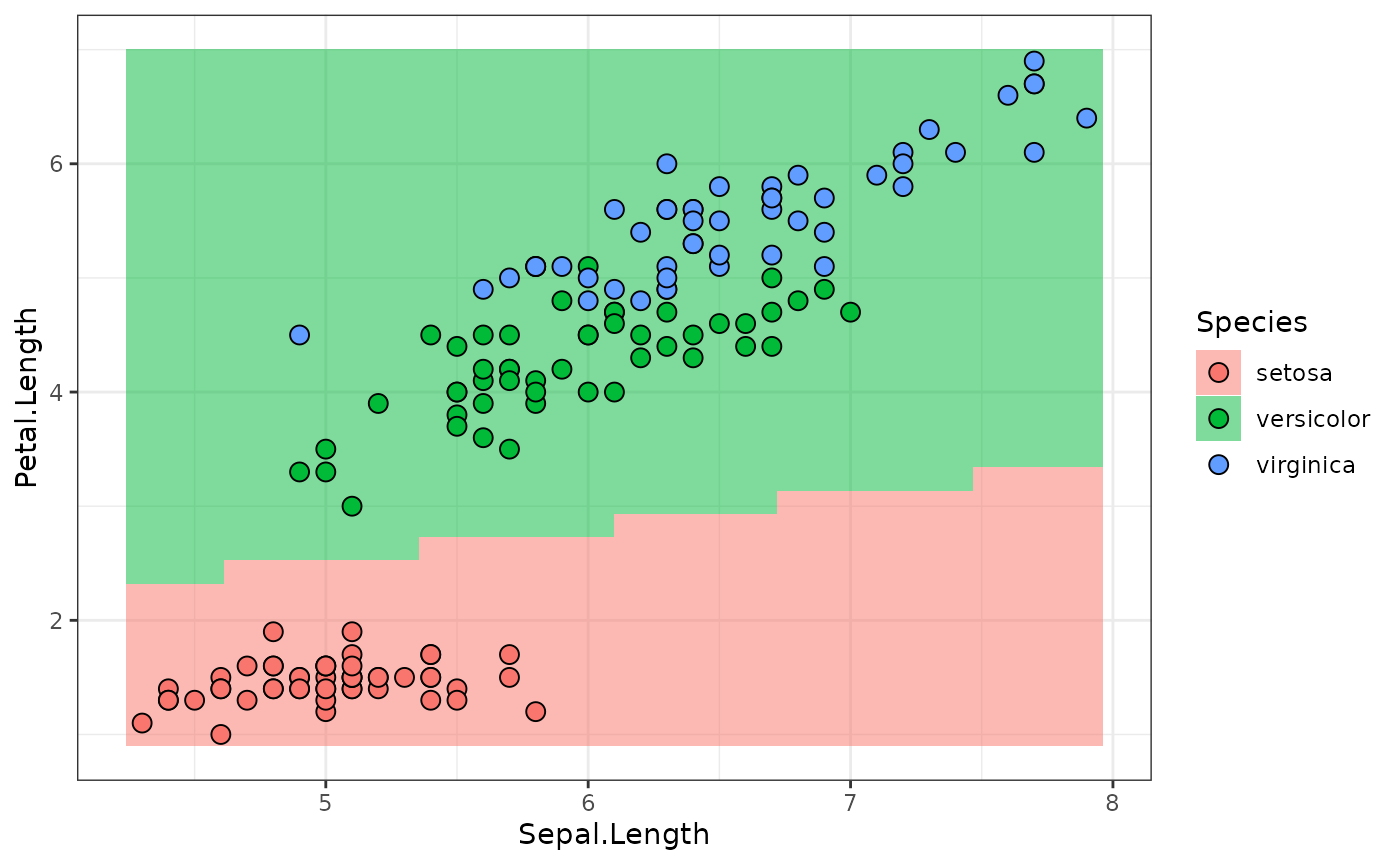 6
4
2
Petal.Length
5 6 7 8
Sepal.Length
Species
setosa
versicolor
virginica